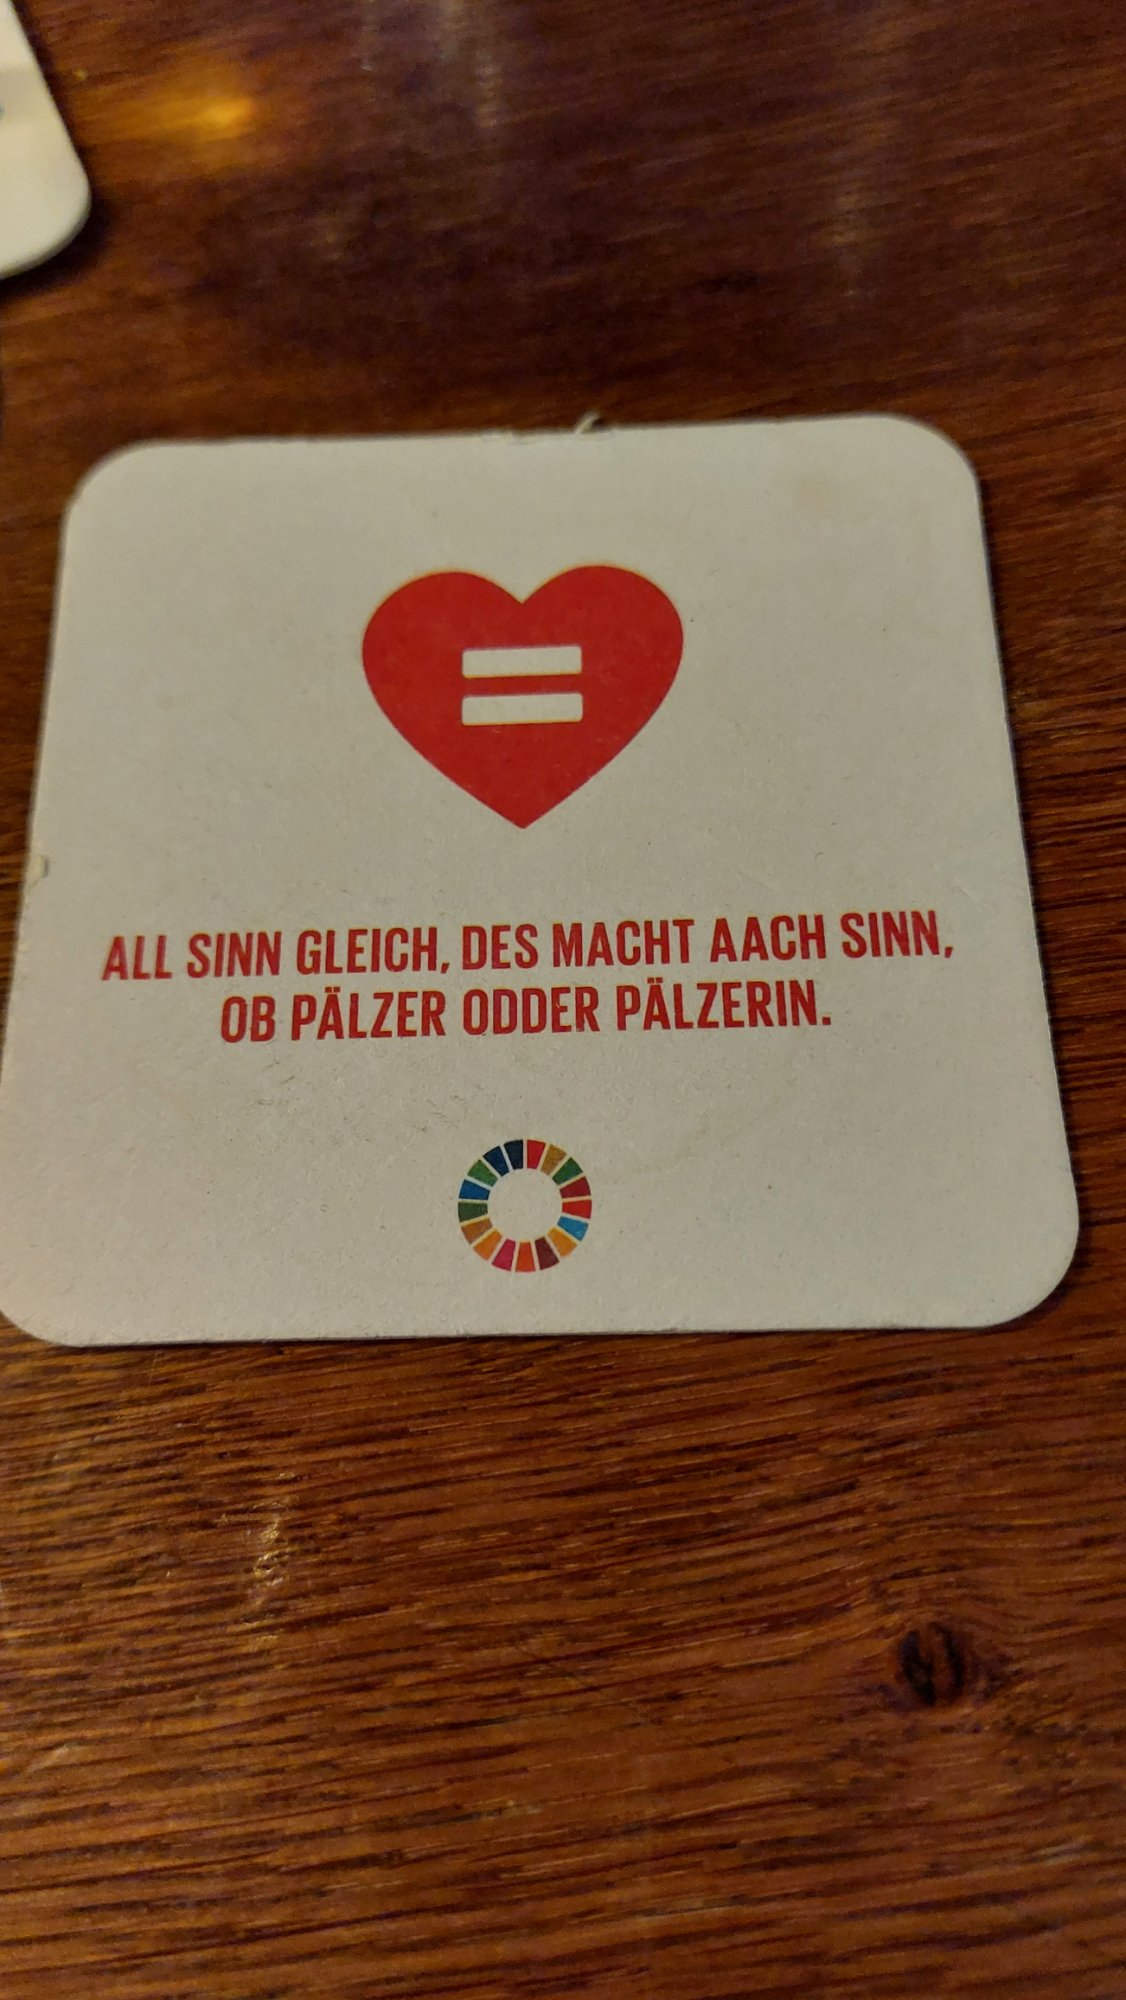 ALL SINN GLEICH, DES MACHT AACH SINN,
OB PÄLZER ODDER PÄLZERIN.